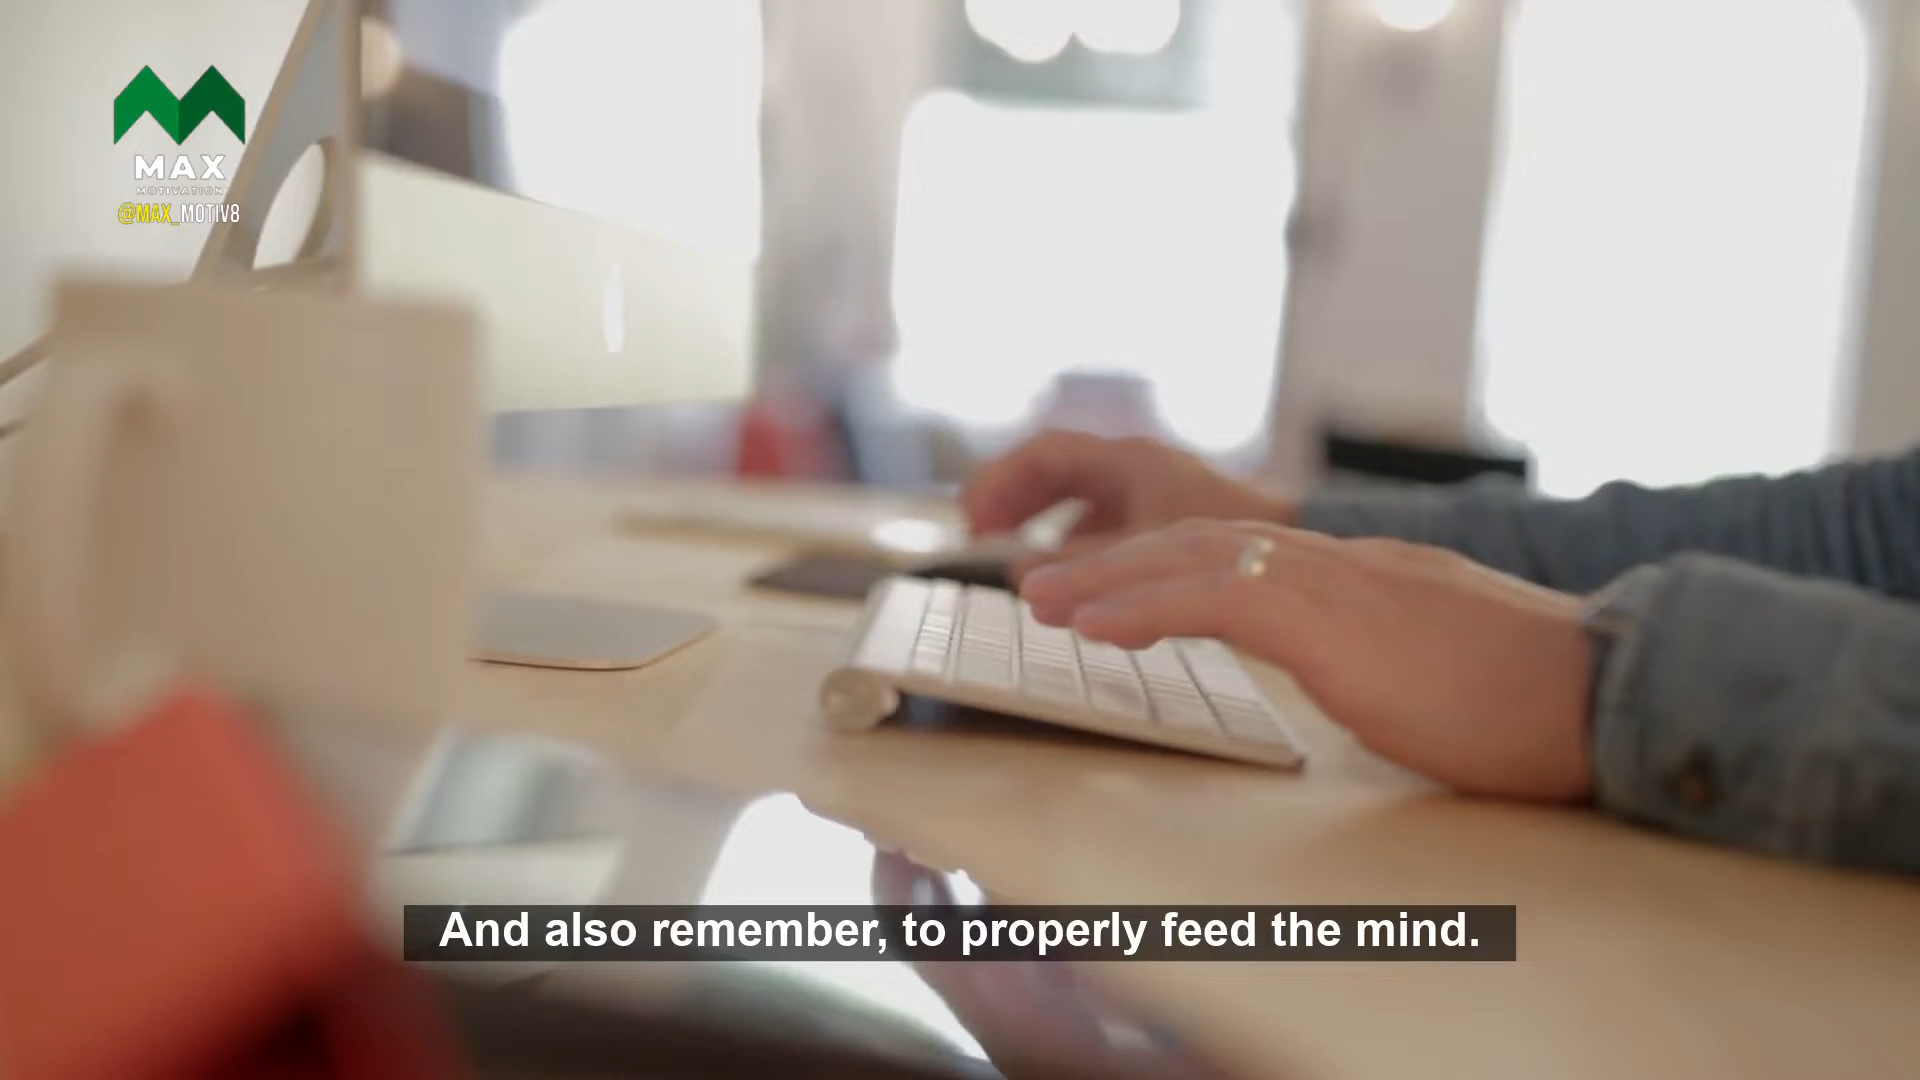 MAX
MOTIVATION
@MAX_MOTIV8
And also remember, to properly feed the mind.